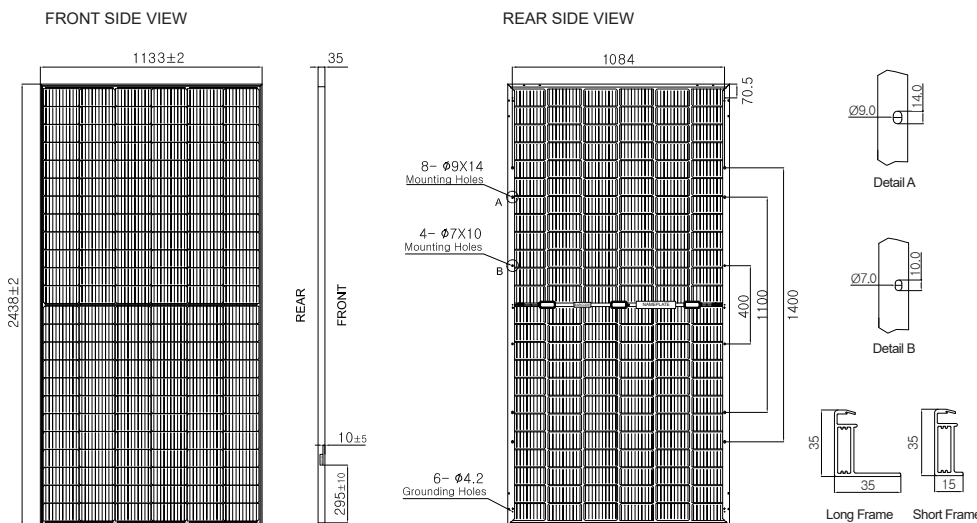 FRONT SIDE VIEW
REAR SIDE VIEW
1133±2
35
1084
70.5
Ø9.0
14.0
Detail A
8- Φ9X14
Mounting Holes
A
4- Φ7X10
Mounting Holes
B
2438±2
REAR
FRONT
NAMEPLATE
400
1100
1400
Ø7.0
10.0
Detail B
10±5
295±10
6- Φ4.2
Grounding Holes
35
35
Long Frame
35
15
Short Frame